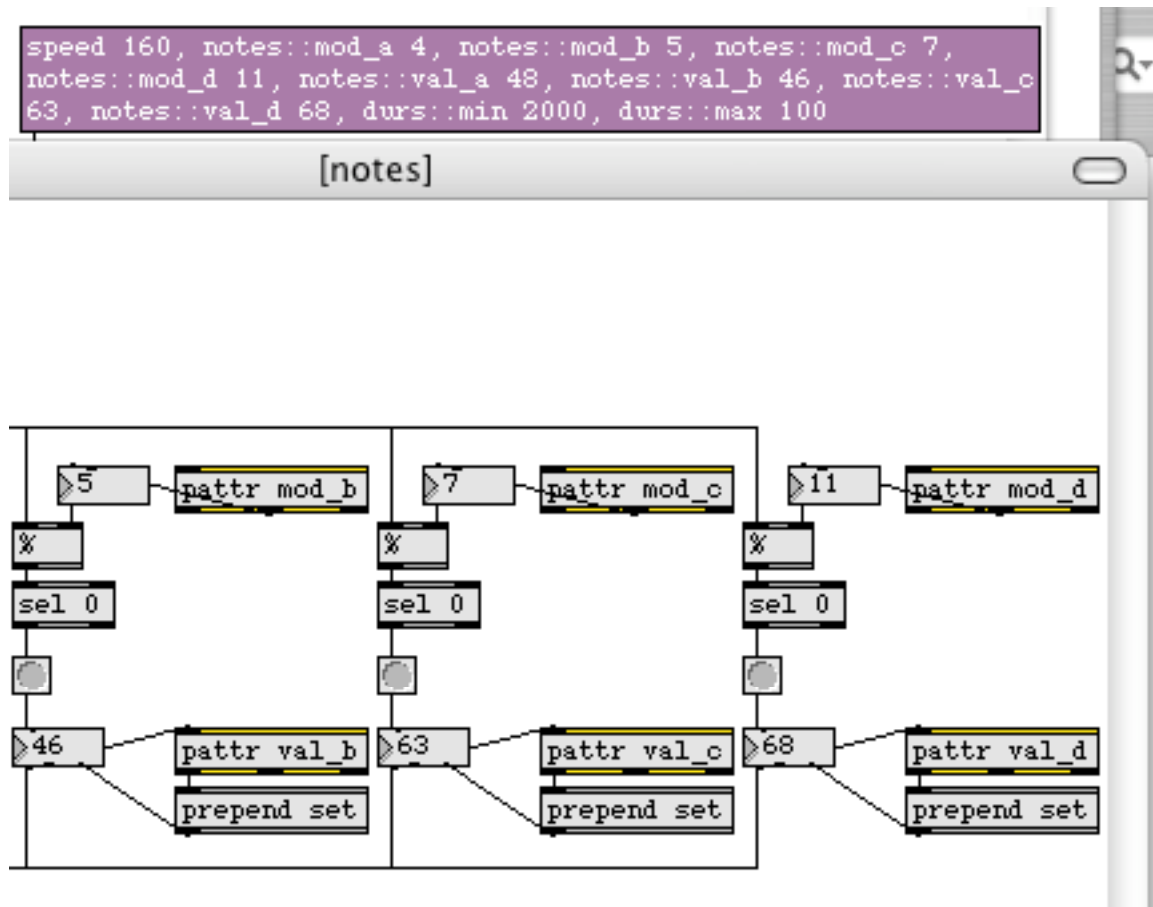 speed 160, notes::mod_a 4, notes::mod_b 5, notes::mod_c 7,
notes::mod_d 11, notes::val_a 48, notes::val_b 46, notes::val_c
63, notes::val_d 68, durs::min 2000, durs::max 100
[notes]
5 pattr mod_b 7 pattr mod_c 11 pattr mod_d
% % %
sel 0 sel 0 sel 0
46 pattr val_b 63 pattr val_c 68 pattr val_d
prepend set prepend set prepend set